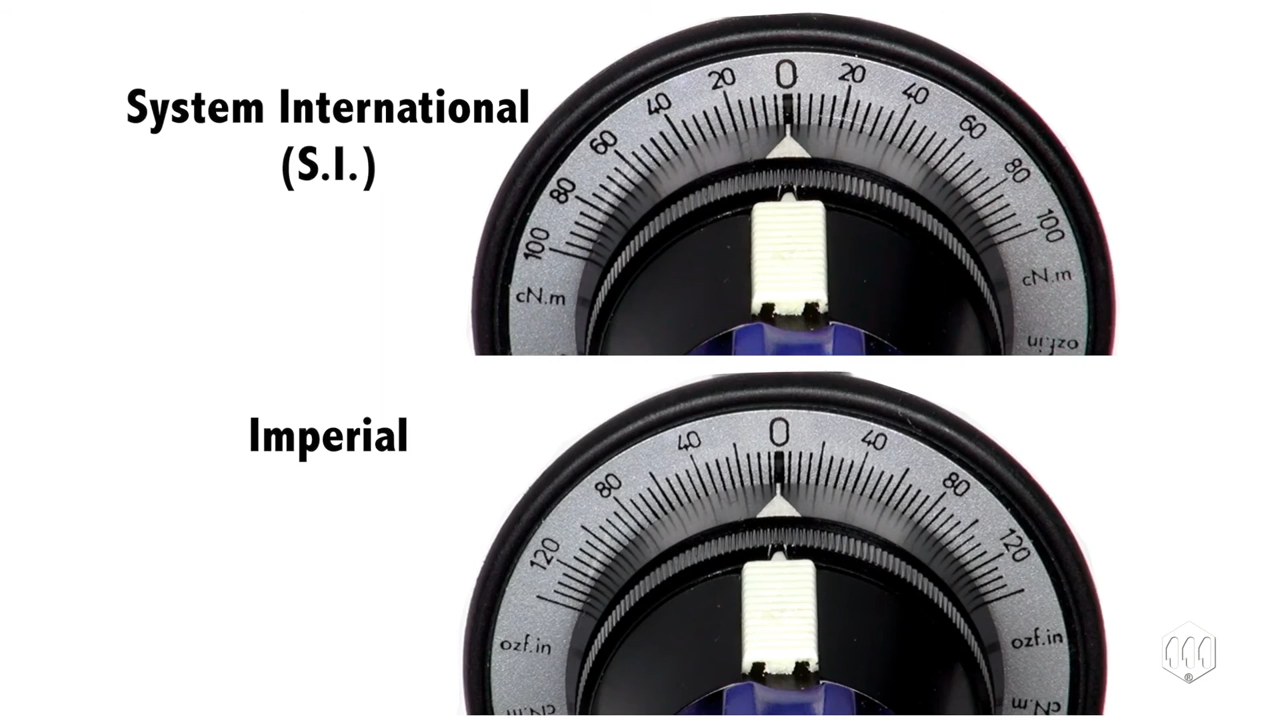 System International
(S.I.)
100 80 60 40 20 0 20 40 60 80 100
cN.m cN.m
ozf.in
Imperial
120 80 40 0 40 80 120
ozf.in ozf.in
cN.m cN.m
®